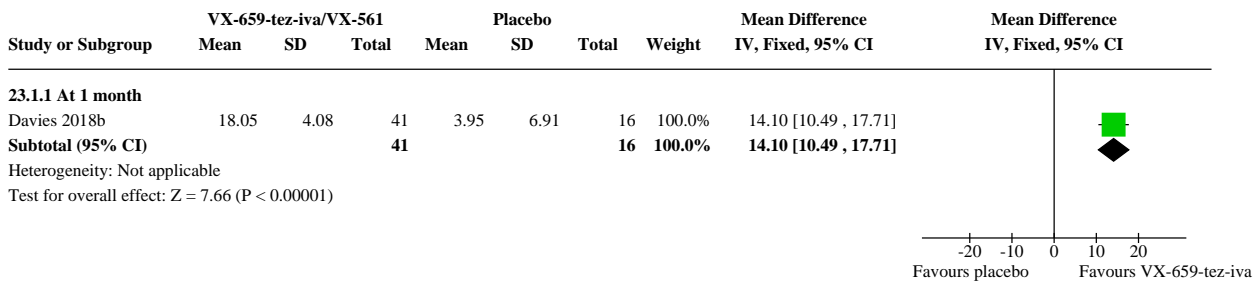 VX-659-tez-iva/VX-561 Placebo Mean Difference Mean Difference
Study or Subgroup Mean SD Total Mean SD Total Weight IV, Fixed, 95% CI IV, Fixed, 95% CI
23.1.1 At 1 month
Davies 2018b 18.05 4.08 41 3.95 6.91 16 100.0% 14.10 [10.49 , 17.71]
Subtotal (95% CI) 41 16 100.0% 14.10 [10.49 , 17.71]
Heterogeneity: Not applicable
Test for overall effect: Z = 7.66 (P < 0.00001)
-20 -10 0 10 20
Favours placebo Favours VX-659-tez-iva